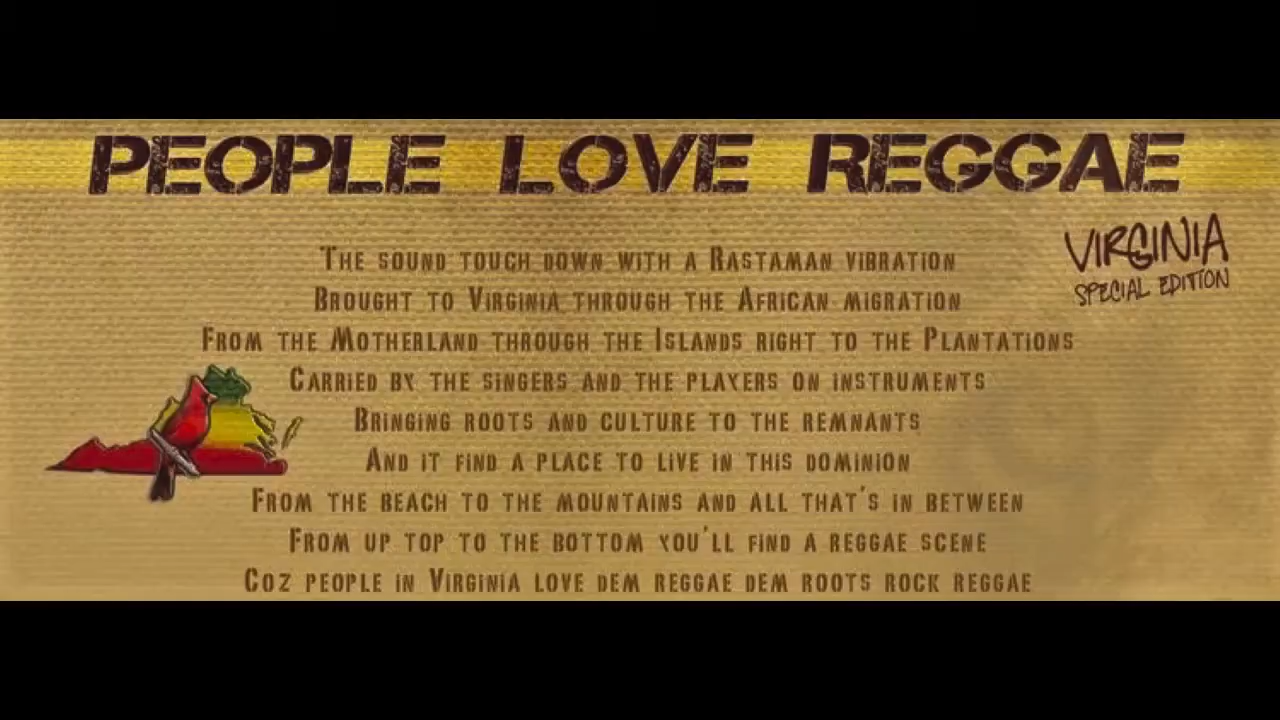 PEOPLE LOVE REGGAE
VIRGINIA
SPECIAL EDITION
The sound touch down with a Rastaman vibration
Brought to Virginia through the African migration
From the Motherland through the Islands right to the Plantations
Carried by the singers and the players on instruments
Bringing roots and culture to the remnants
And it find a place to live in this dominion
From the beach to the mountains and all that's in between
From up top to the bottom you'll find a reggae scene
Coz people in Virginia love dem reggae dem roots rock reggae